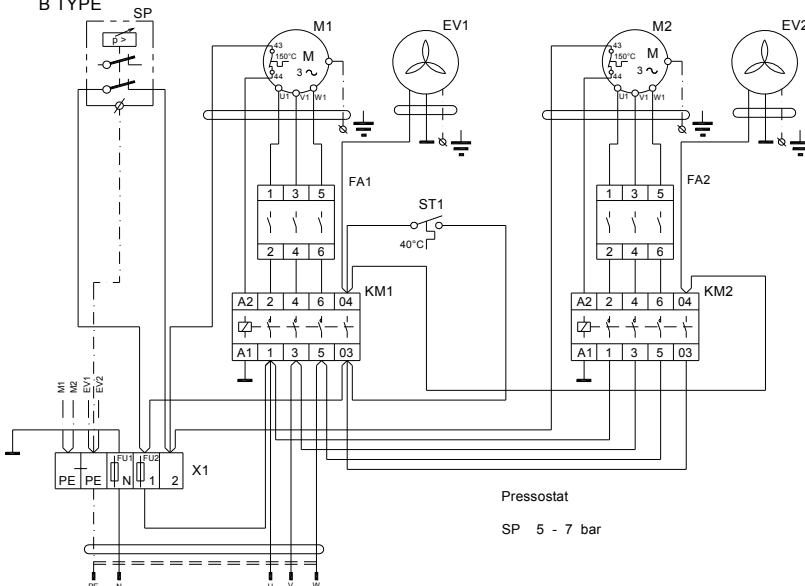 B TYPE
SP
p >
M1
43
150°C
M
44
3
U1 V1 W1
EV1
M2
43
150°C
M
44
3
U1 V1 W1
EV2
FA1
1 3 5
2 4 6
ST1
40°C
FA2
1 3 5
2 4 6
KM1
A2 2 4 6 04
A1 1 3 5 03
KM2
A2 2 4 6 04
A1 1 3 5 03
M1
M2
EV1
EV2
FU1
FU2
PE PE N 1 2
X1
Pressostat
SP 5 - 7 bar
PE N U V W